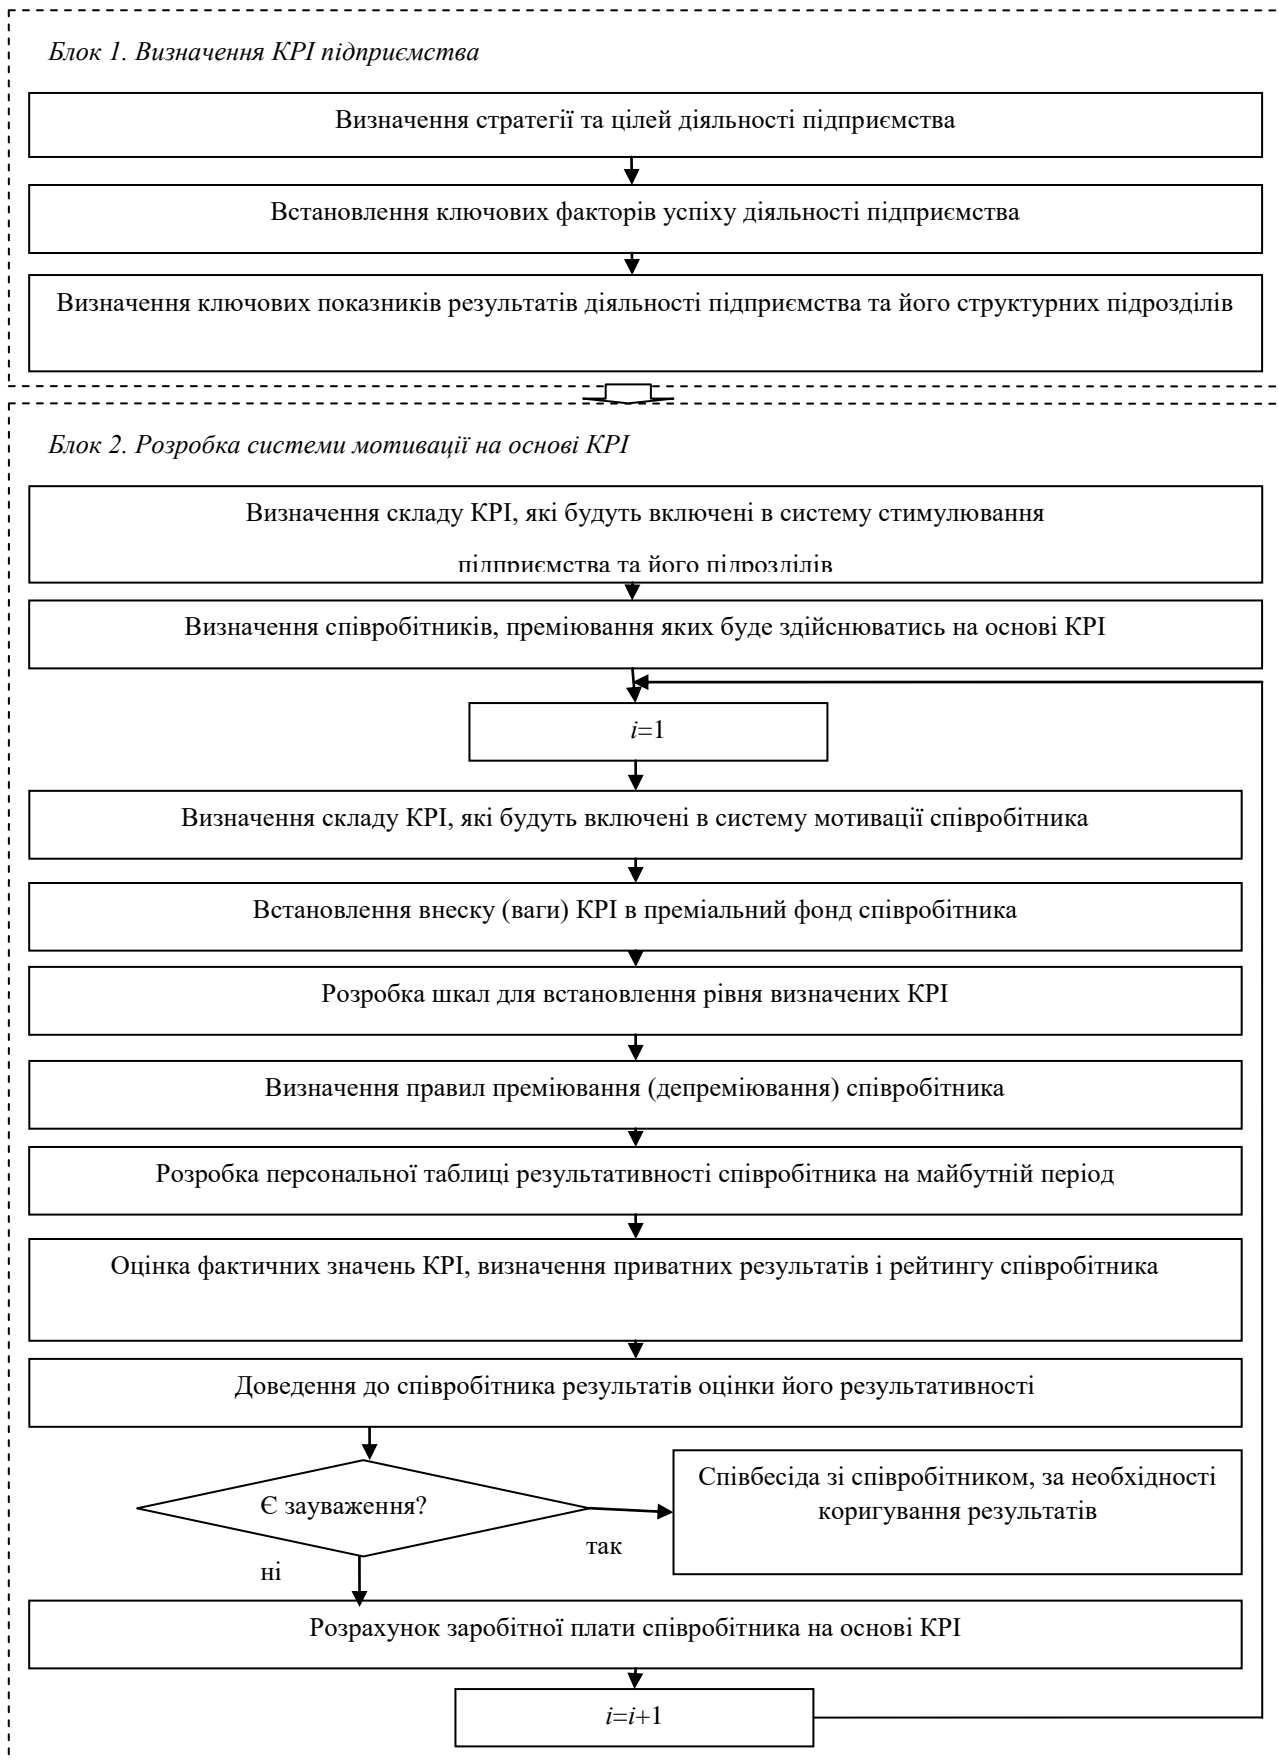 Блок 1. Визначення КРІ підприємства
Визначення стратегії та цілей діяльності підприємства
Встановлення ключових факторів успіху діяльності підприємства
Визначення ключових показників результатів діяльності підприємства та його структурних підрозділів
Блок 2. Розробка системи мотивації на основі КРІ
Визначення складу КРІ, які будуть включені в систему стимулювання
підприємства та його підрозділів
Визначення співробітників, преміювання яких буде здійснюватись на основі КРІ
i=1
Визначення складу КРІ, які будуть включені в систему мотивації співробітника
Встановлення внеску (ваги) КРІ в преміальний фонд співробітника
Розробка шкал для встановлення рівня визначених КРІ
Визначення правил преміювання (депреміювання) співробітника
Розробка персональної таблиці результативності співробітника на майбутній період
Оцінка фактичних значень КРІ, визначення приватних результатів і рейтингу співробітника
Доведення до співробітника результатів оцінки його результативності
Є зауваження?
Співбесіда зі співробітником, за необхідності
коригування результатів
так
ні
Розрахунок заробітної плати співробітника на основі КРІ
i=i+1